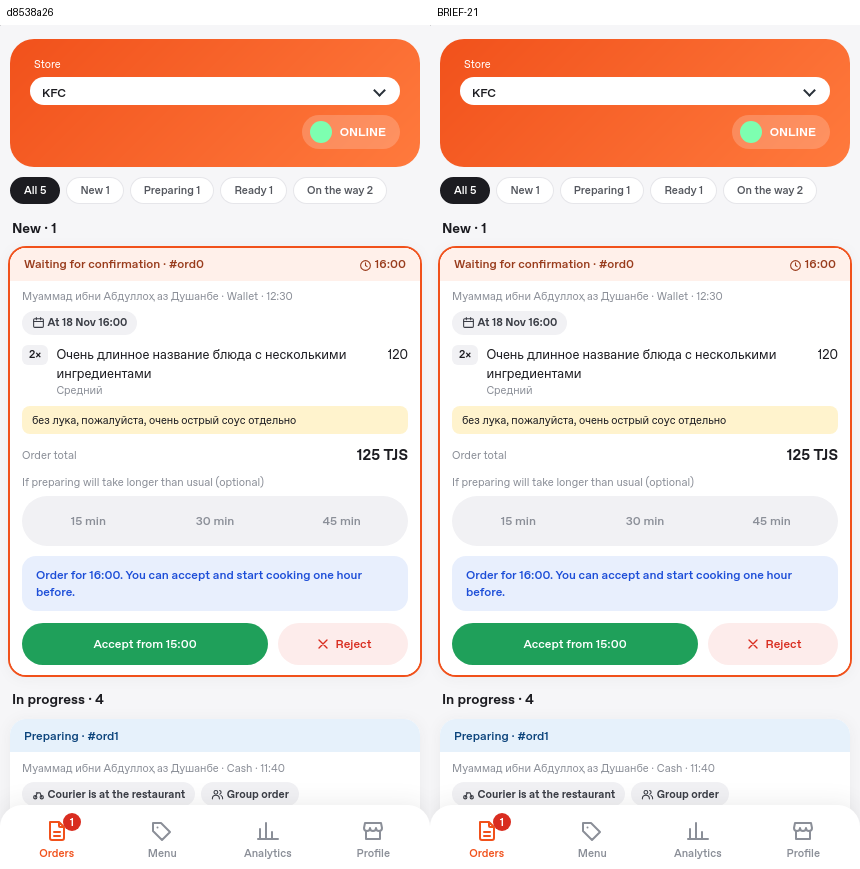 d8538a26
Store
KFC
ONLINE
All 5
New 1
Preparing 1
Ready 1
On the way 2
New · 1
Waiting for confirmation · #ord0
16:00
Муаммад ибни Абдуллоҳ аз Душанбе · Wallet · 12:30
At 18 Nov 16:00
2×
Очень длинное название блюда с несколькими
120
ингредиентами
Средний
без лука, пожалуйста, очень острый соус отдельно
Order total
125 TJS
If preparing will take longer than usual (optional)
15 min
30 min
45 min
Order for 16:00. You can accept and start cooking one hour
before.
Accept from 15:00
Reject
In progress · 4
Preparing · #ord1
Муаммад ибни Абдуллоҳ аз Душанбе · Cash · 11:40
Courier is at the restaurant
Group order
1
Orders
Menu
Analytics
Profile
BRIEF-21
Store
KFC
ONLINE
All 5
New 1
Preparing 1
Ready 1
On the way 2
New · 1
Waiting for confirmation · #ord0
16:00
Муаммад ибни Абдуллоҳ аз Душанбе · Wallet · 12:30
At 18 Nov 16:00
2×
Очень длинное название блюда с несколькими
120
ингредиентами
Средний
без лука, пожалуйста, очень острый соус отдельно
Order total
125 TJS
If preparing will take longer than usual (optional)
15 min
30 min
45 min
Order for 16:00. You can accept and start cooking one hour
before.
Accept from 15:00
Reject
In progress · 4
Preparing · #ord1
Муаммад ибни Абдуллоҳ аз Душанбе · Cash · 11:40
Courier is at the restaurant
Group order
1
Orders
Menu
Analytics
Profile